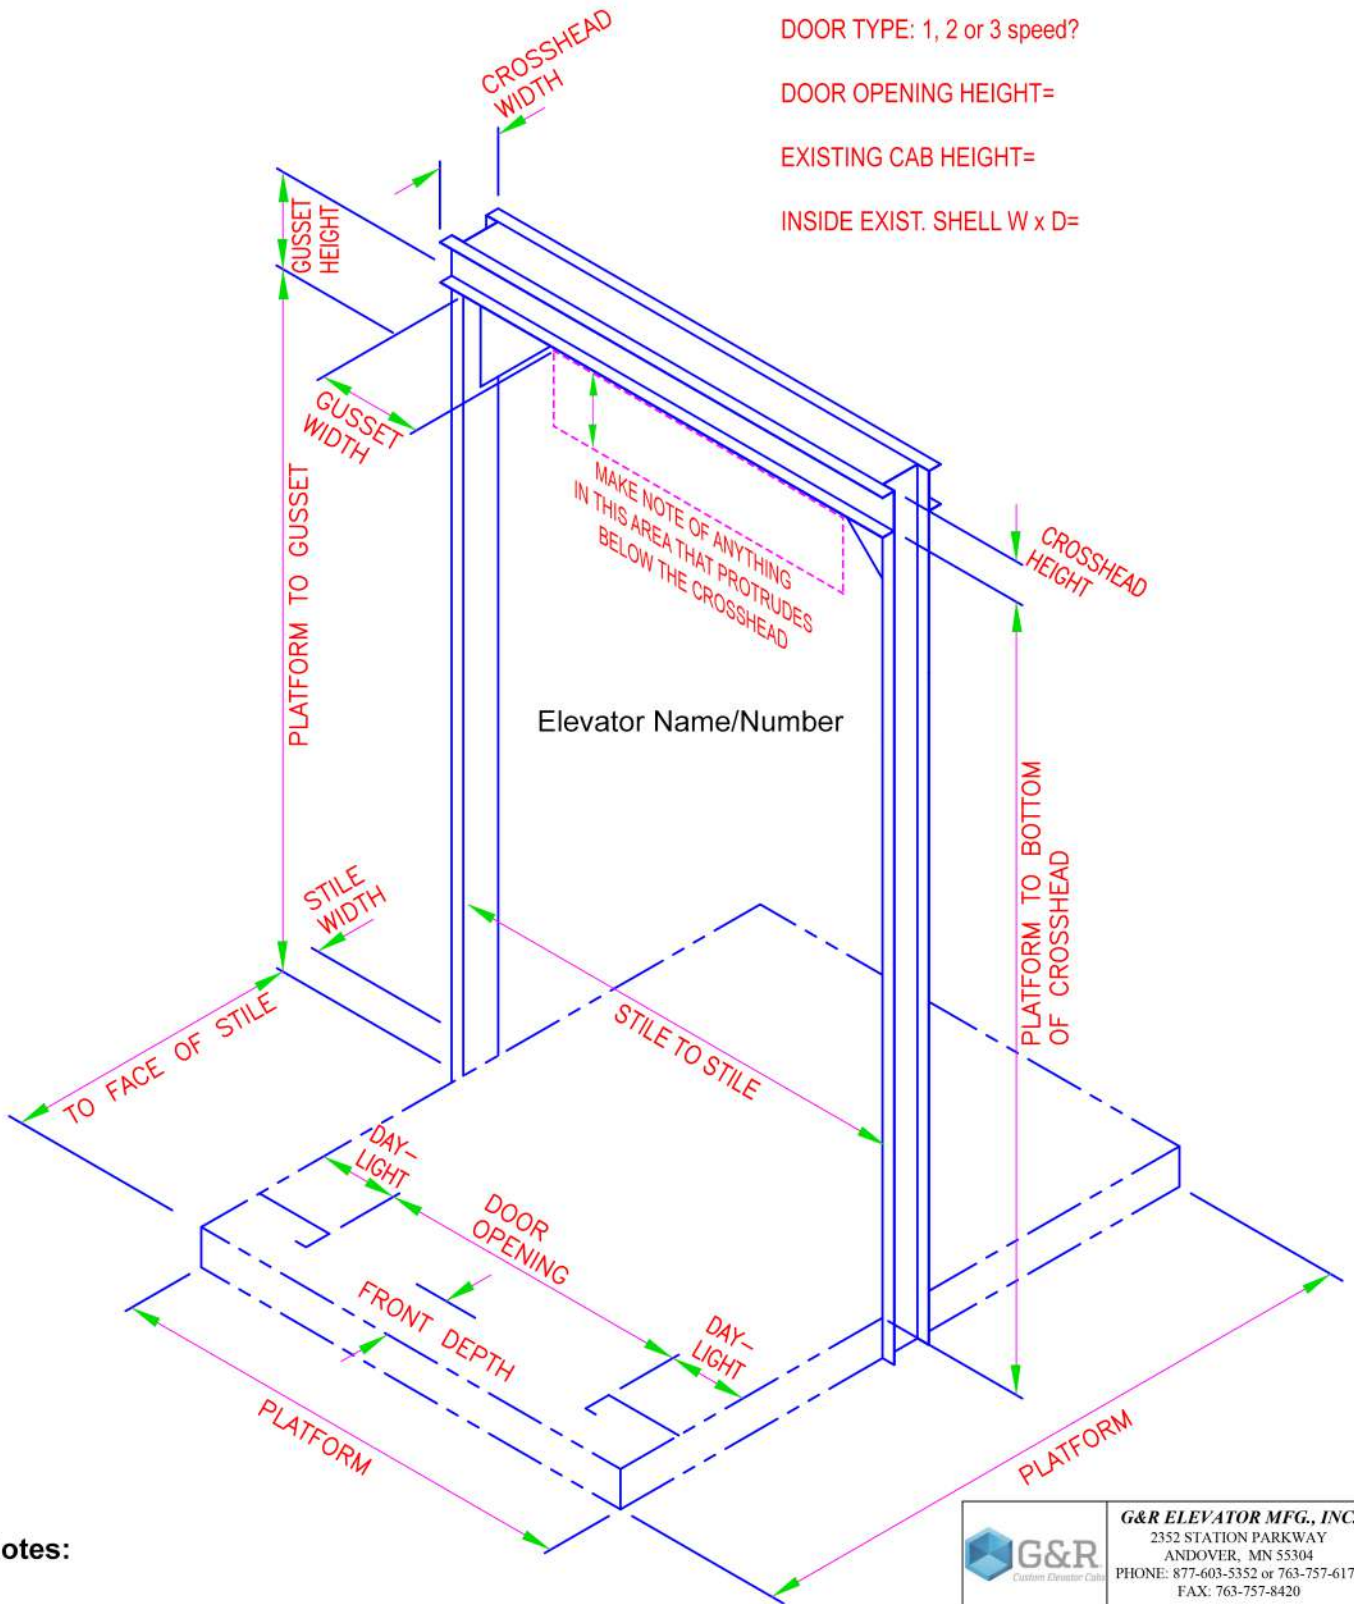 DOOR TYPE: 1, 2 or 3 speed?
DOOR OPENING HEIGHT=
EXISTING CAB HEIGHT=
INSIDE EXIST. SHELL W x D=
CROSSHEAD
WIDTH
GUSSET
HEIGHT
GUSSET
WIDTH
PLATFORM TO GUSSET
MAKE NOTE OF ANYTHING
IN THIS AREA THAT PROTRUDES
BELOW THE CROSSHEAD
CROSSHEAD
HEIGHT
Elevator Name/Number
PLATFORM TO BOTTOM
OF CROSSHEAD
STILE
WIDTH
TO FACE OF STILE
STILE TO STILE
DAY-
LIGHT
DOOR
OPENING
FRONT DEPTH
DAY-
LIGHT
PLATFORM
PLATFORM
otes:
G&R
Custom Elevator Cabs
G&R ELEVATOR MFG., INC.
2352 STATION PARKWAY
ANDOVER, MN 55304
PHONE: 877-603-5352 or 763-757-617
FAX: 763-757-8420